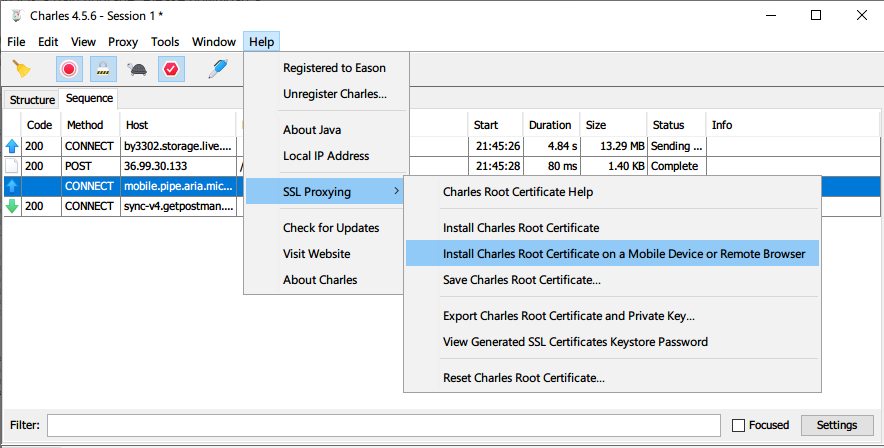 Charles 4.5.6 - Session 1 *
File Edit View Proxy Tools Window Help
Structure Sequence
Code Method Host Start Duration Size Status Info
200 CONNECT by3302.storage.live.... 21:45:26 4.84 s 13.29 MB Sending ...
200 POST 36.99.30.133 / 21:45:28 80 ms 1.40 KB Complete
CONNECT mobile.pipe.aria.mic...
200 CONNECT sync-v4.getpostman....
Registered to Eason
Unregister Charles...
About Java
Local IP Address
SSL Proxying
Check for Updates
Visit Website
About Charles
Charles Root Certificate Help
Install Charles Root Certificate
Install Charles Root Certificate on a Mobile Device or Remote Browser
Save Charles Root Certificate...
Export Charles Root Certificate and Private Key...
View Generated SSL Certificates Keystore Password
Reset Charles Root Certificate...
Filter: Focused Settings